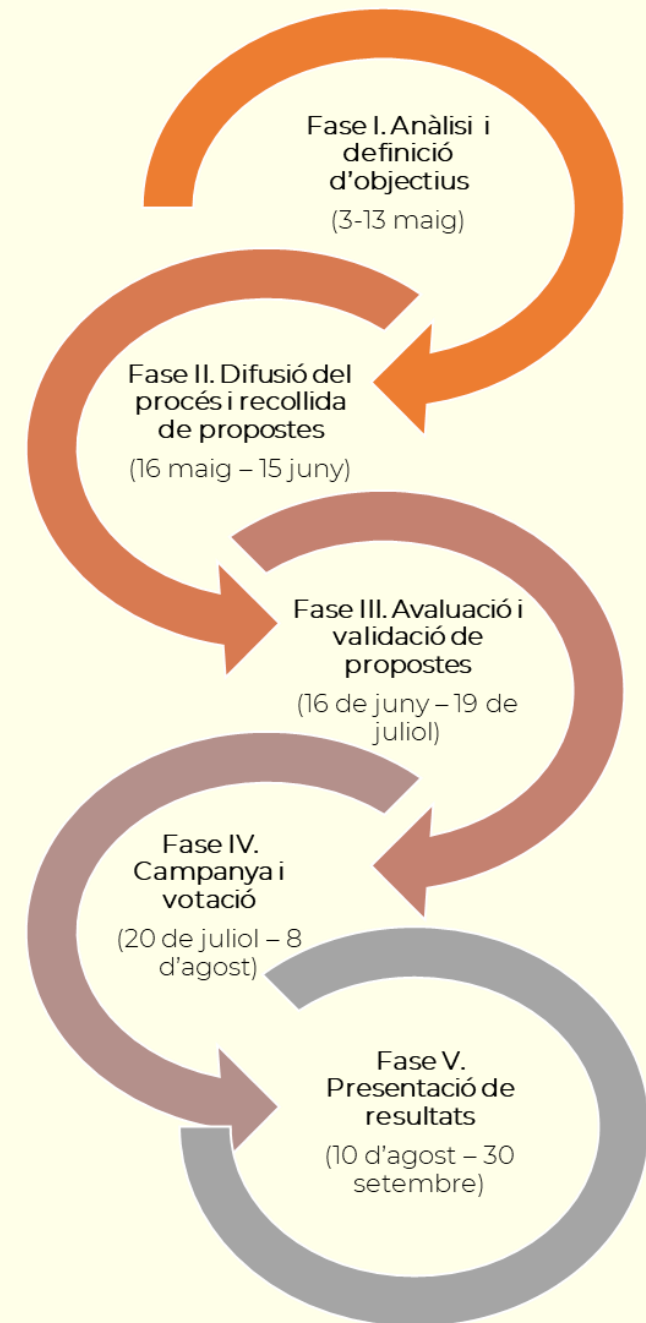 Fase I. Anàlisi i
definició
d'objectius
(3-13 maig)
Fase II. Difusió del
procés i recollida
de propostes
(16 maig – 15 juny)
Fase III. Avaluació i
validació de
propostes
(16 de juny – 19 de
juliol)
Fase IV.
Campanya i
votació
(20 de juliol – 8
d'agost)
Fase V.
Presentació de
resultats
(10 d'agost – 30
setembre)